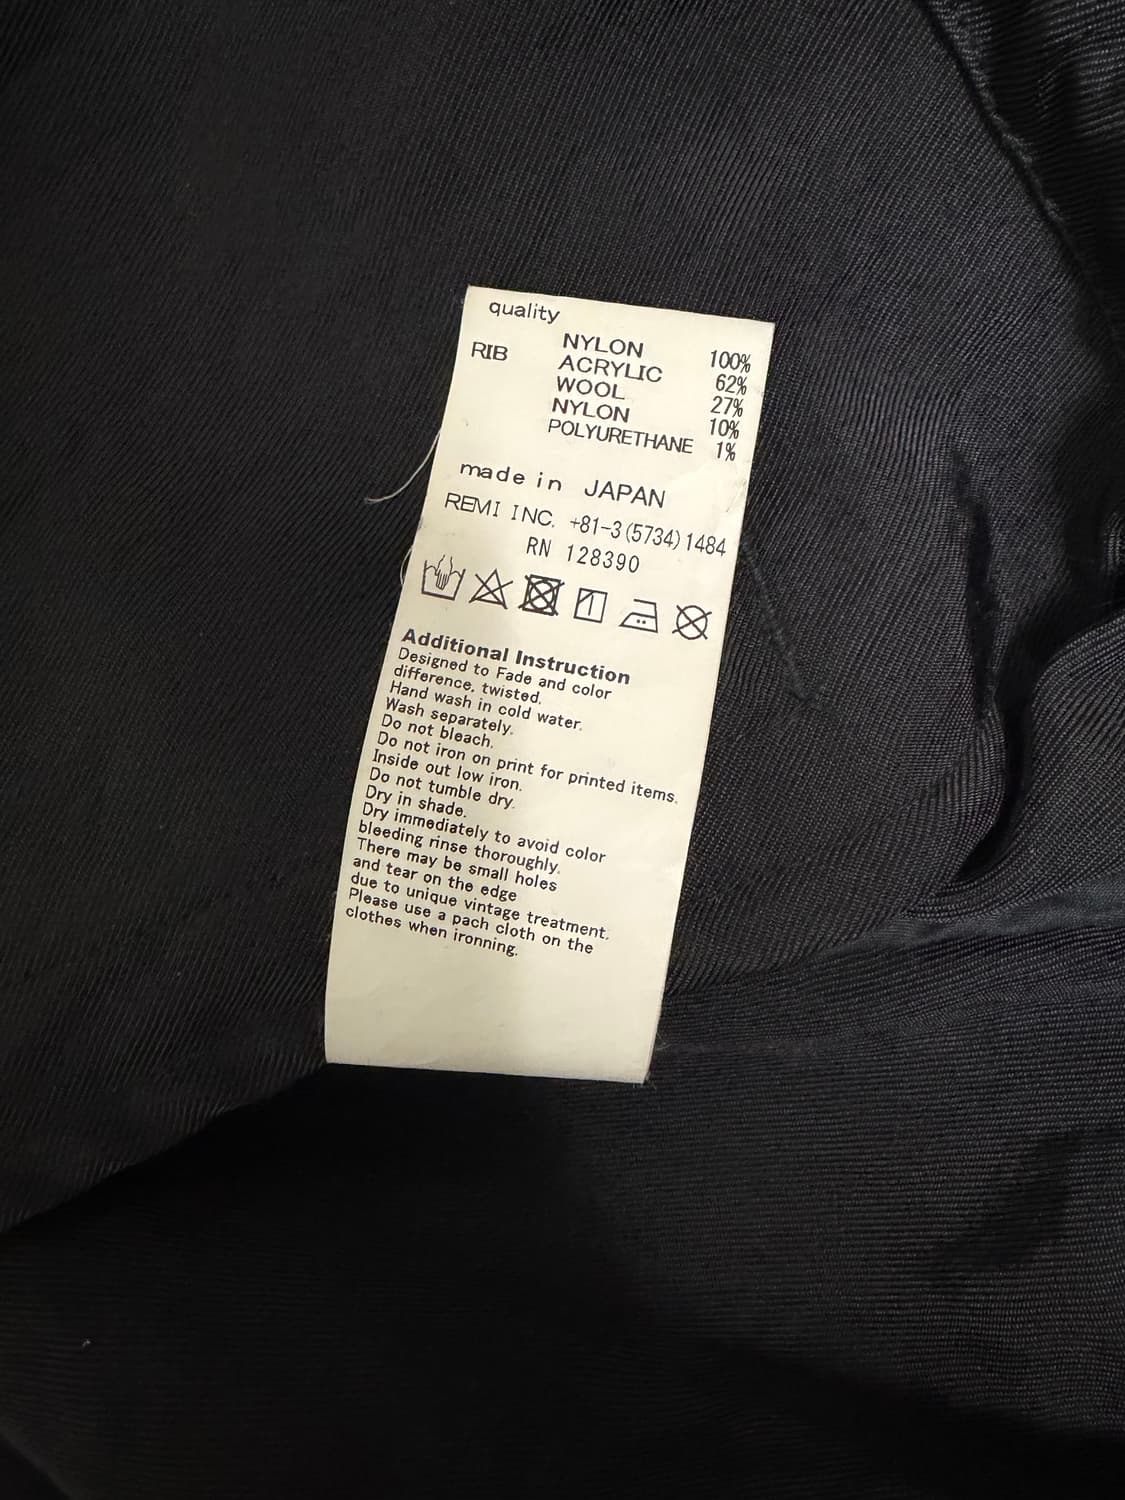 quality
NYLON 100%
RIB ACRYLIC 62%
WOOL 27%
NYLON 10%
POLYURETHANE 1%
made in JAPAN
REMI INC. +81-3(5734)1484
RN 128390
Additional Instruction
Designed to Fade and color
difference, twisted.
Hand wash in cold water.
Wash separately.
Do not bleach.
Do not iron on print for printed items.
Inside out low iron.
Do not tumble dry.
Dry in shade.
Dry immediately to avoid color
bleeding rinse thoroughly.
There may be small holes
and tear on the edge
due to unique vintage treatment.
Please use a pach cloth on the
clothes when ironning.